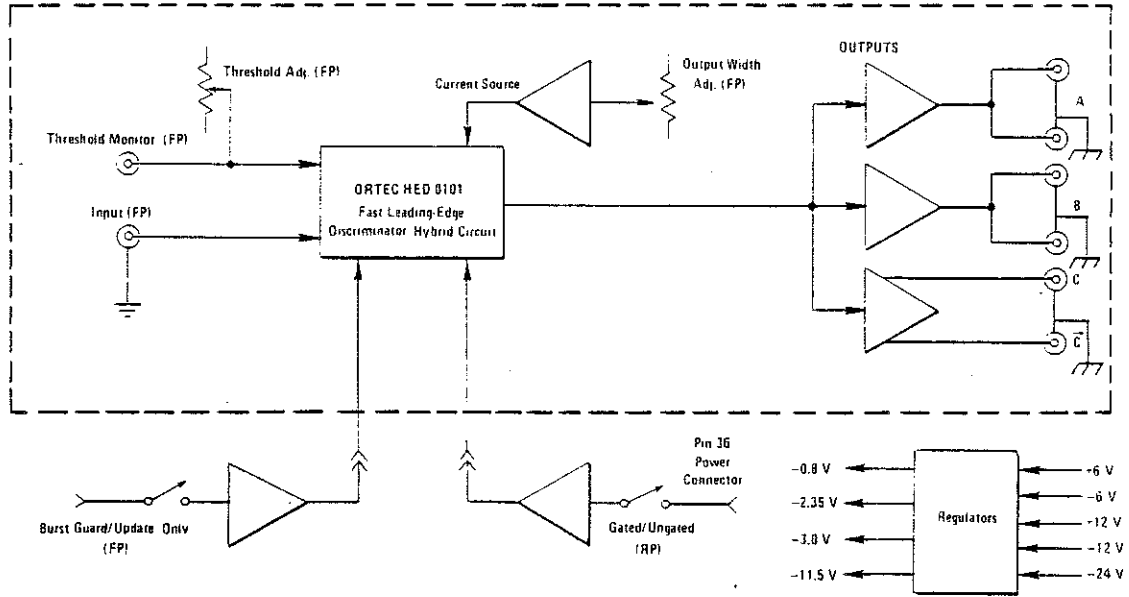 OUTPUTS
Threshold Adj. (FP)
Current Source
Output Width
Adj. (FP)
A
Threshold Monitor (FP)
ORTEC HED 8101
Fast Leading-Edge
Discriminator Hybrid Circuit
Input (FP)
B
C
C
Pin 36
Power
Connector
Burst Guard/Update Only
(FP)
Gated/Ungated
(RP)
Regulators
-0.8 V
-2.35 V
-3.0 V
-11.5 V
+6 V
-6 V
+12 V
-12 V
-24 V